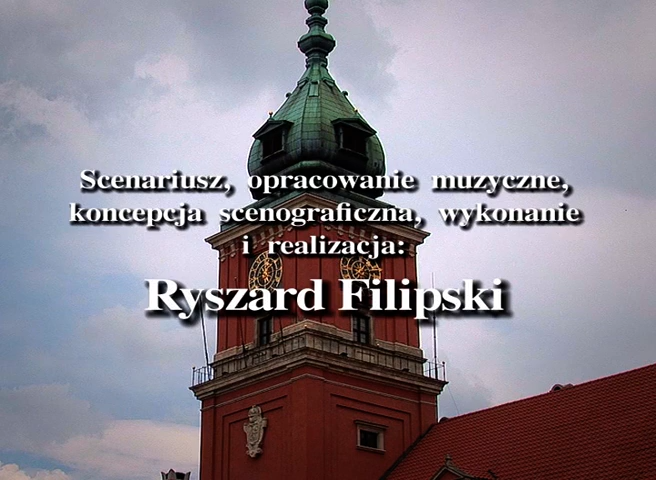 Scenariusz, opracowanie muzyczne,
koncepcja scenograficzna, wykonanie
i realizacja:
Ryszard Filipski